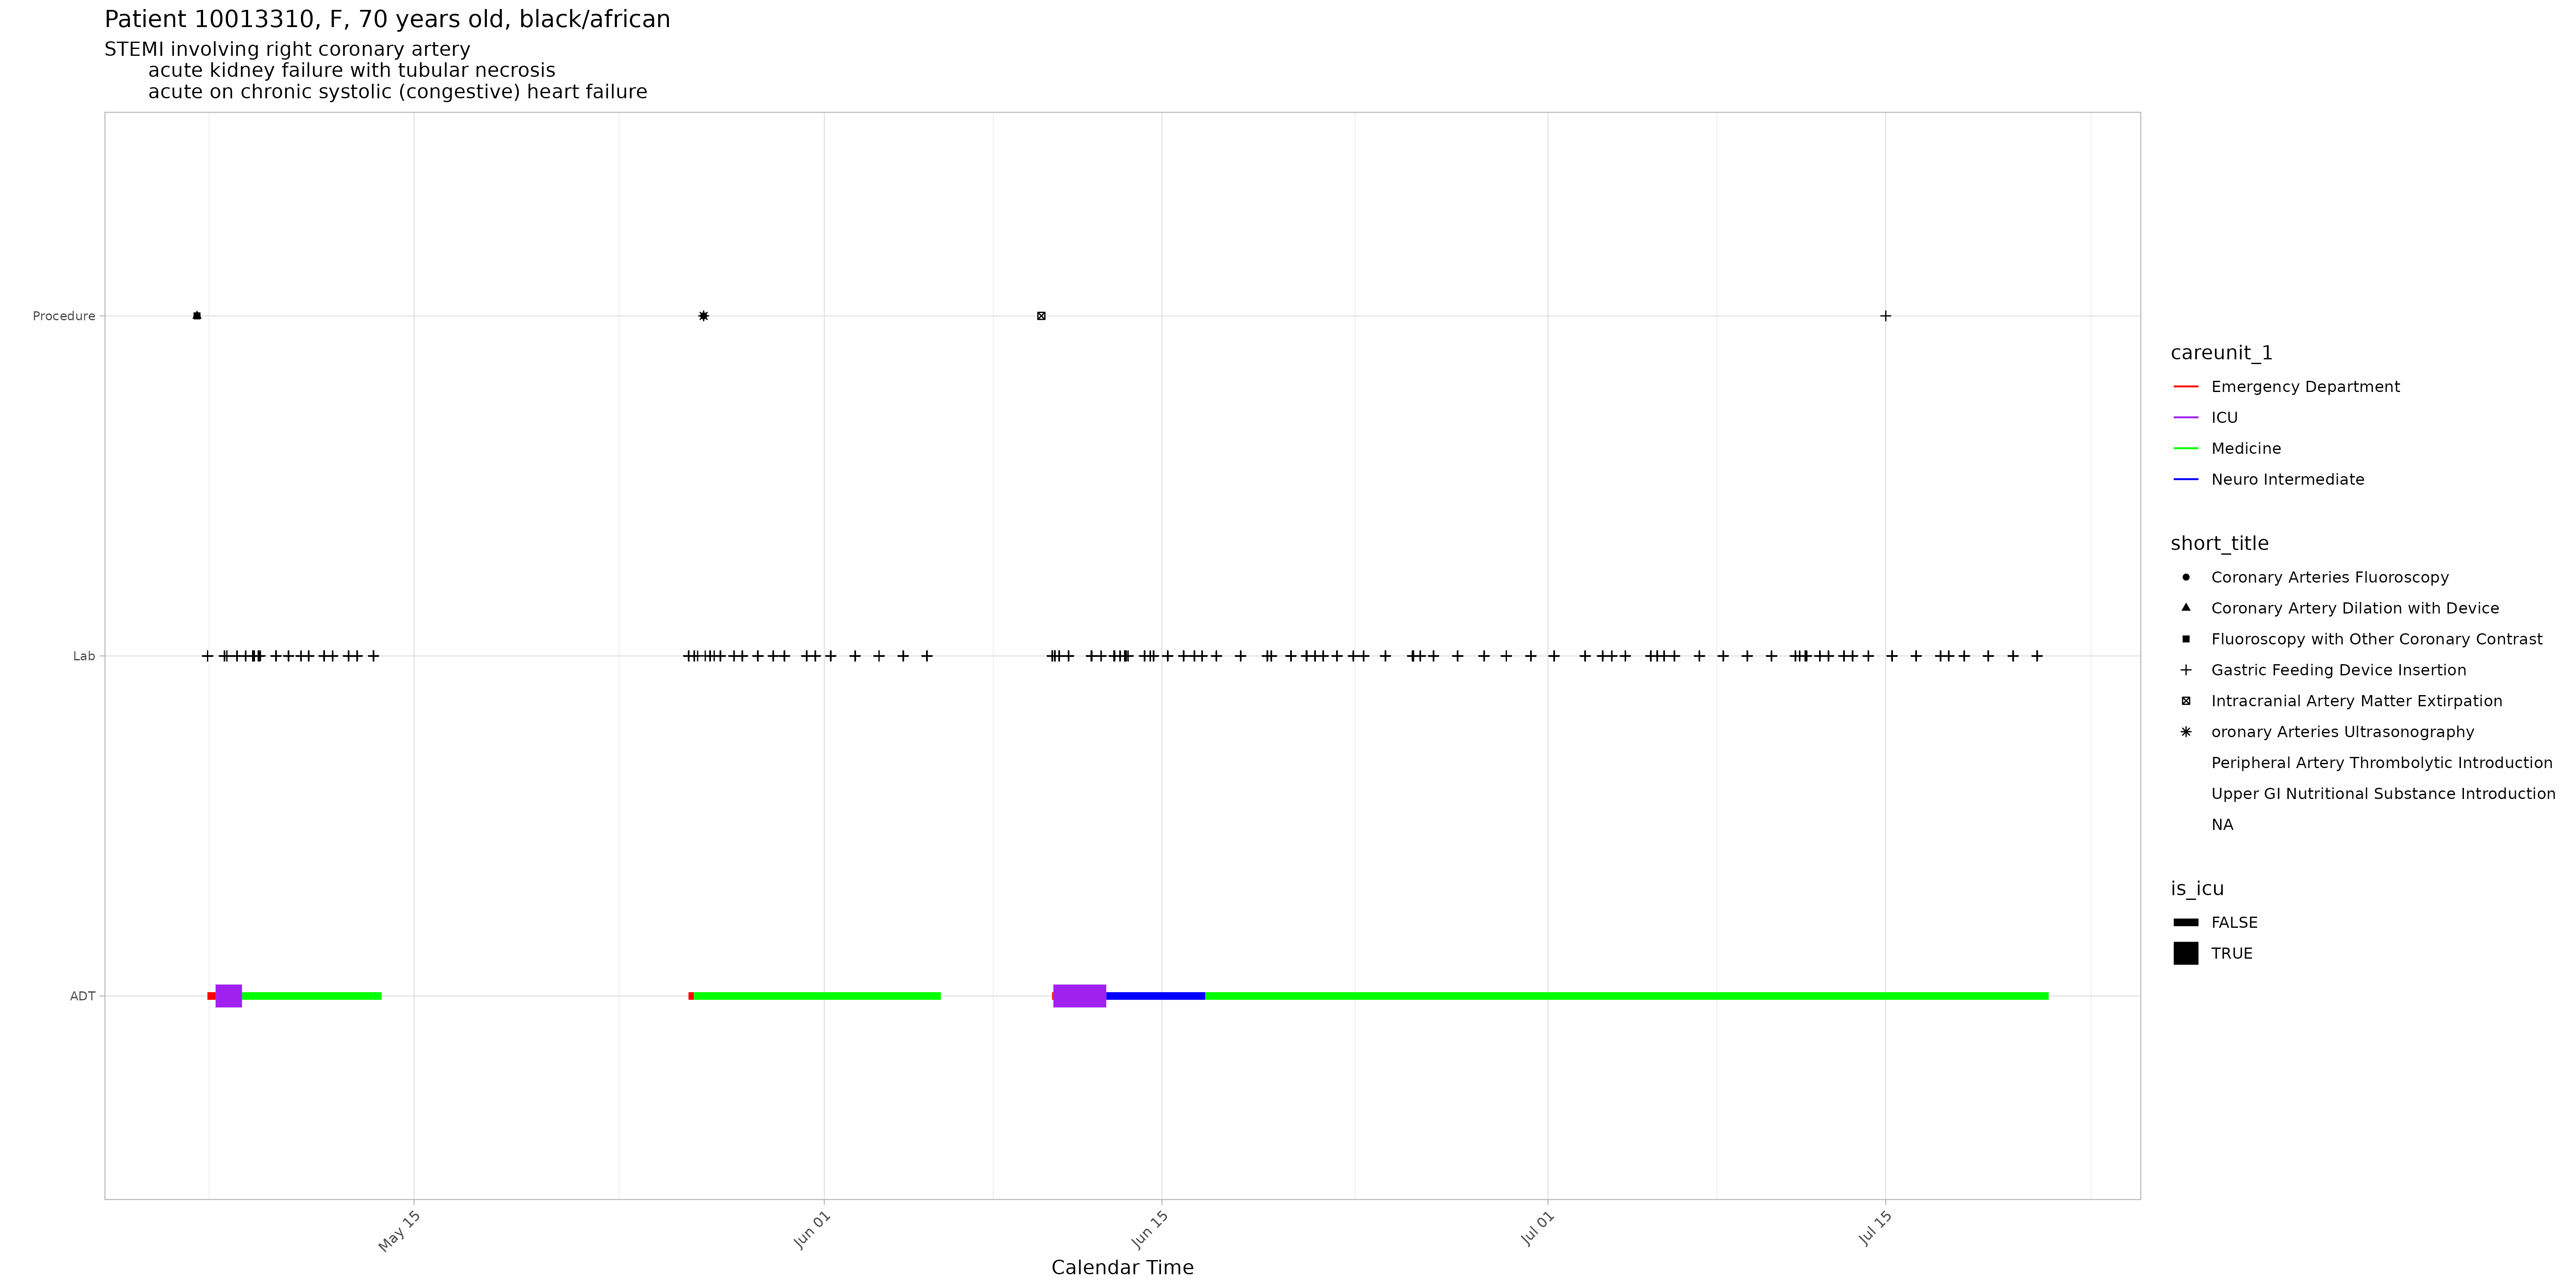 Patient 10013310, F, 70 years old, black/african
STEMI involving right coronary artery
acute kidney failure with tubular necrosis
acute on chronic systolic (congestive) heart failure
Procedure
Lab
ADT
May 15
Jun 01
Jun 15
Jul 01
Jul 15
Calendar Time
careunit_1
Emergency Department
ICU
Medicine
Neuro Intermediate
short_title
Coronary Arteries Fluoroscopy
Coronary Artery Dilation with Device
Fluoroscopy with Other Coronary Contrast
Gastric Feeding Device Insertion
Intracranial Artery Matter Extirpation
oronary Arteries Ultrasonography
Peripheral Artery Thrombolytic Introduction
Upper GI Nutritional Substance Introduction
NA
is_icu
FALSE
TRUE